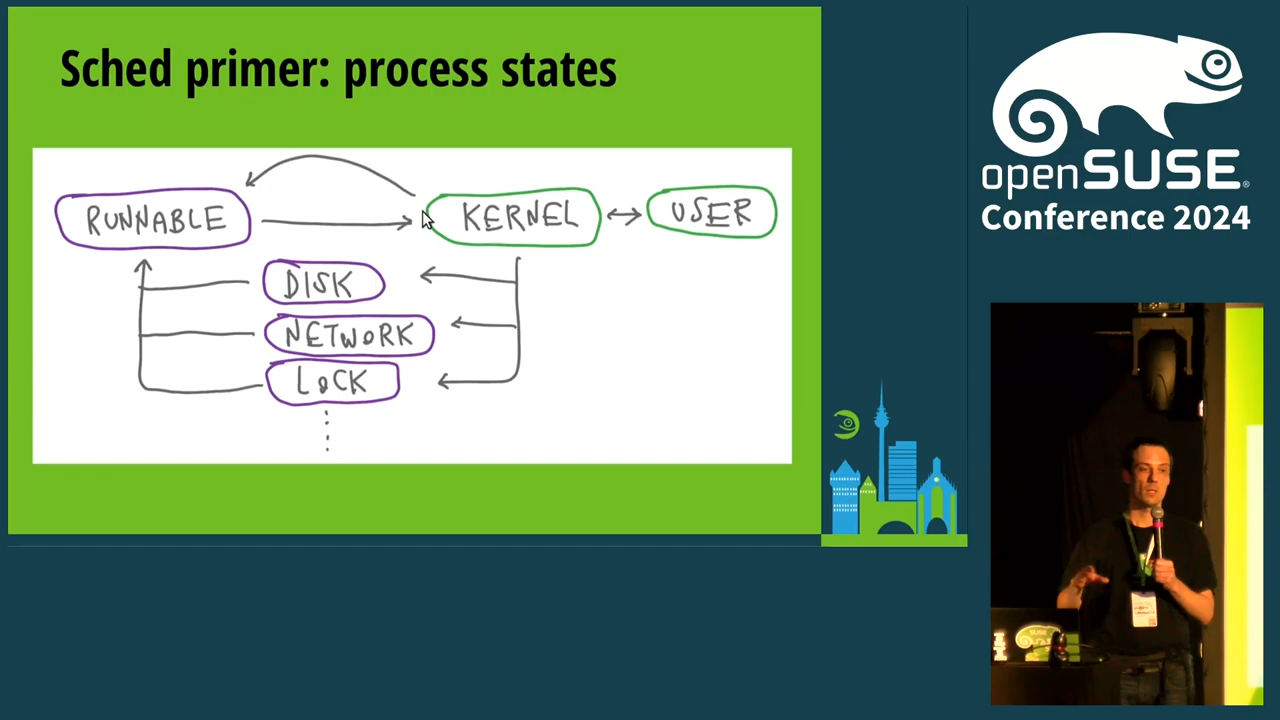 Sched primer: process states
RUNNABLE
KERNEL
USER
DISK
NETWORK
LOCK
openSUSE
Conference 2024